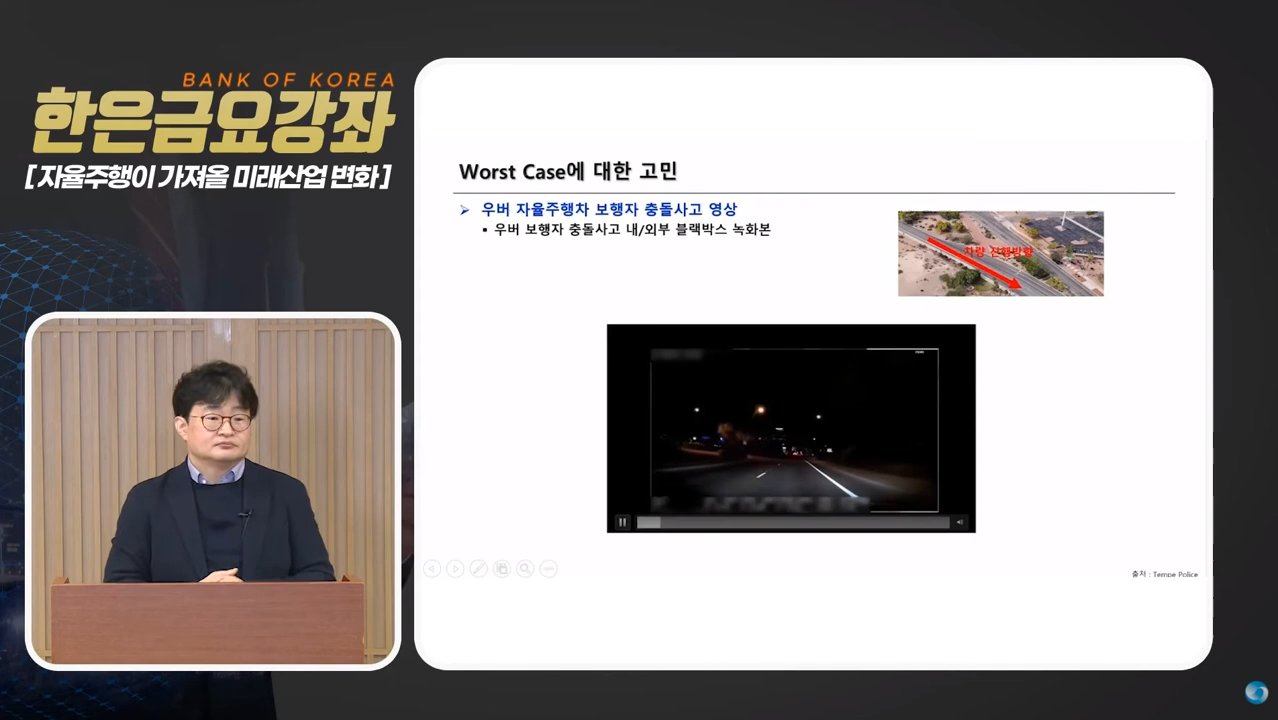 BANK OF KOREA
한은금요강좌
[ 자율주행이 가져올 미래산업 변화 ]
Worst Case에 대한 고민
➢ 우버 자율주행차 보행자 충돌사고 영상
▪ 우버 보행자 충돌사고 내/외부 블랙박스 녹화본
차량 진행방향
출처 : Tempe Police